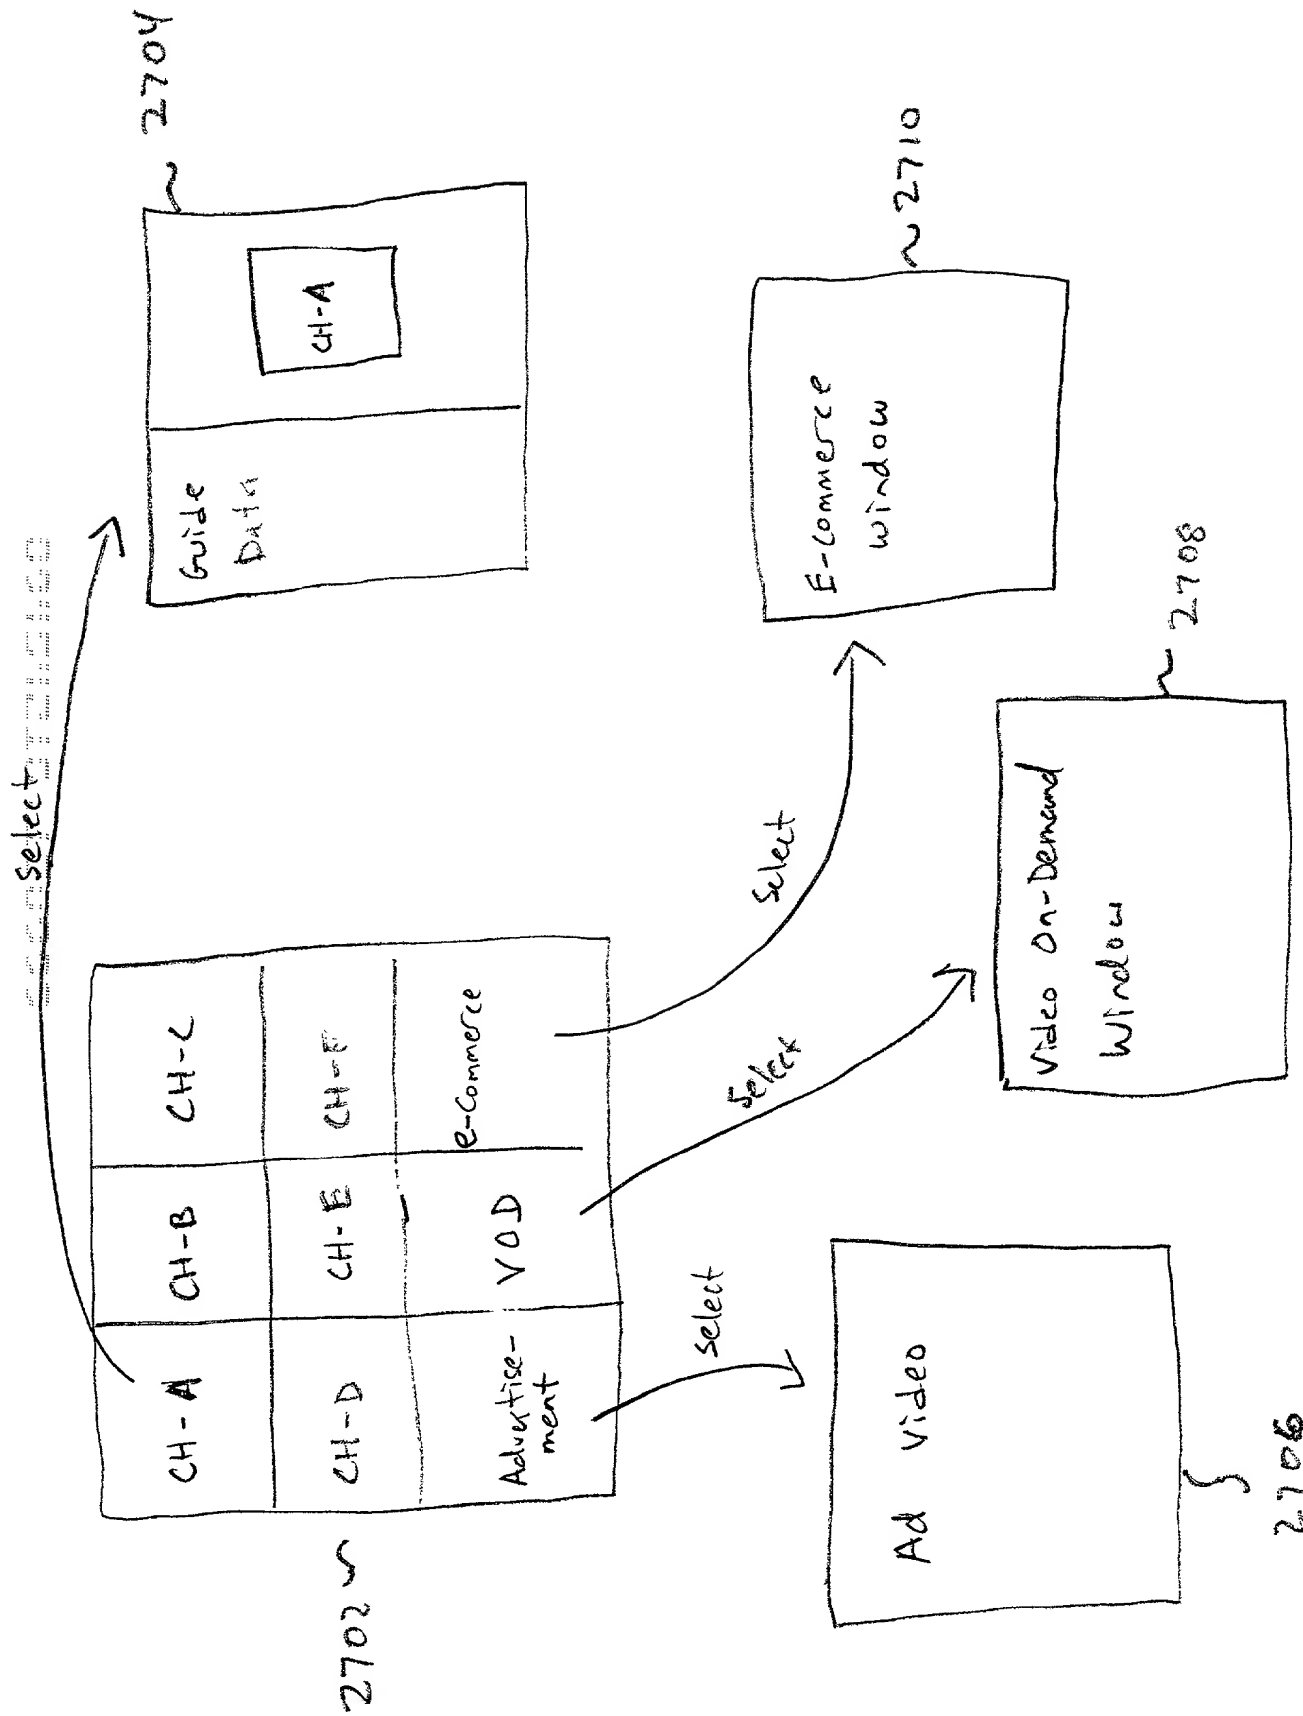 select
2704
CH-A
CH-B
CH-C
CH-D
CH-E
CH-F
Advertise-
ment
VOD
e-Commerce
2702
Guide
Data
CH-A
select
Select
Select
Ad Video
2706
Video On-Demand
Window
2708
E-Commerce
Window
2710